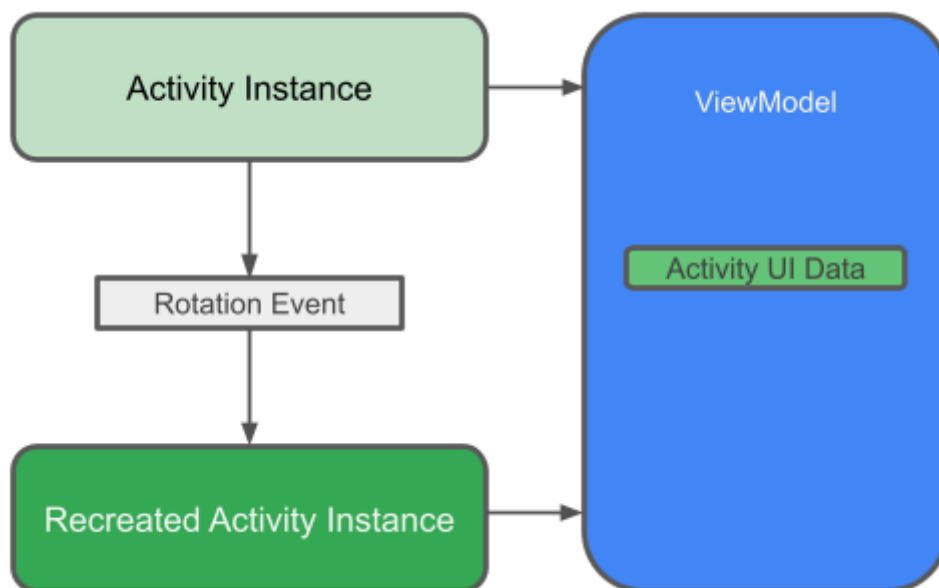 Activity Instance
ViewModel
Activity UI Data
Rotation Event
Recreated Activity Instance